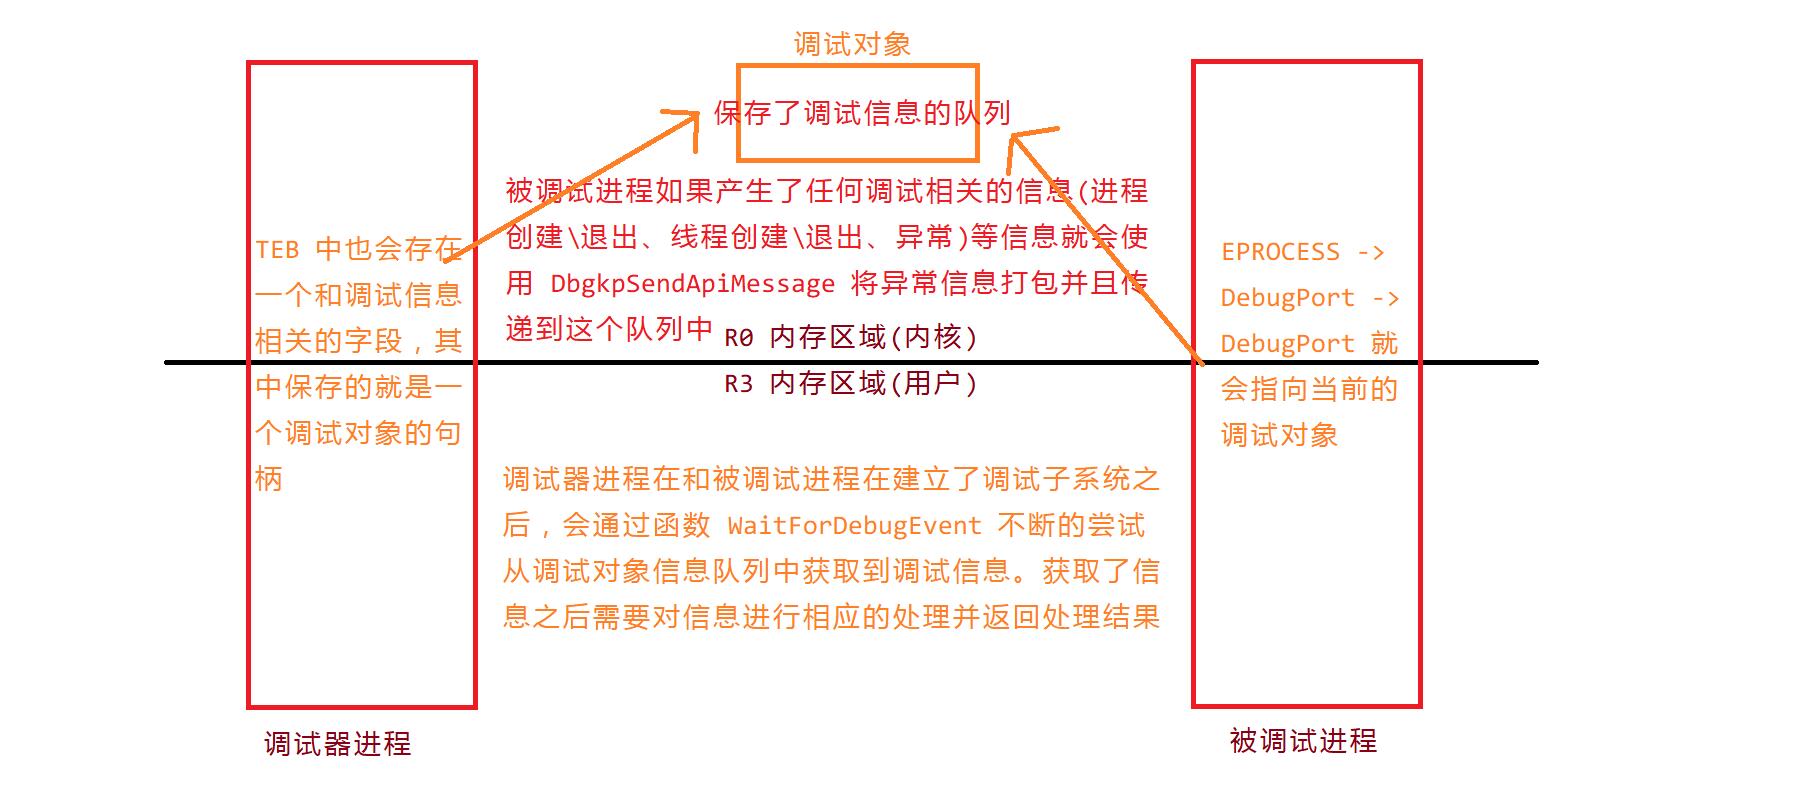 调试对象
保存了调试信息的队列
被调试进程如果产生了任何调试相关的信息(进程
创建\退出、线程创建\退出、异常)等信息就会使
用 DbgkpSendApiMessage 将异常信息打包并且传
递到这个队列中
R0 内存区域(内核)
R3 内存区域(用户)
TEB 中也会存在
一个和调试信息
相关的字段，其
中保存的就是一
个调试对象的句
柄
EPROCESS ->
DebugPort ->
DebugPort 就
会指向当前的
调试对象
调试器进程在和被调试进程在建立了调试子系统之
后，会通过函数 WaitForDebugEvent 不断的尝试
从调试对象信息队列中获取到调试信息。获取了信
息之后需要对信息进行相应的处理并返回处理结果
调试器进程
被调试进程